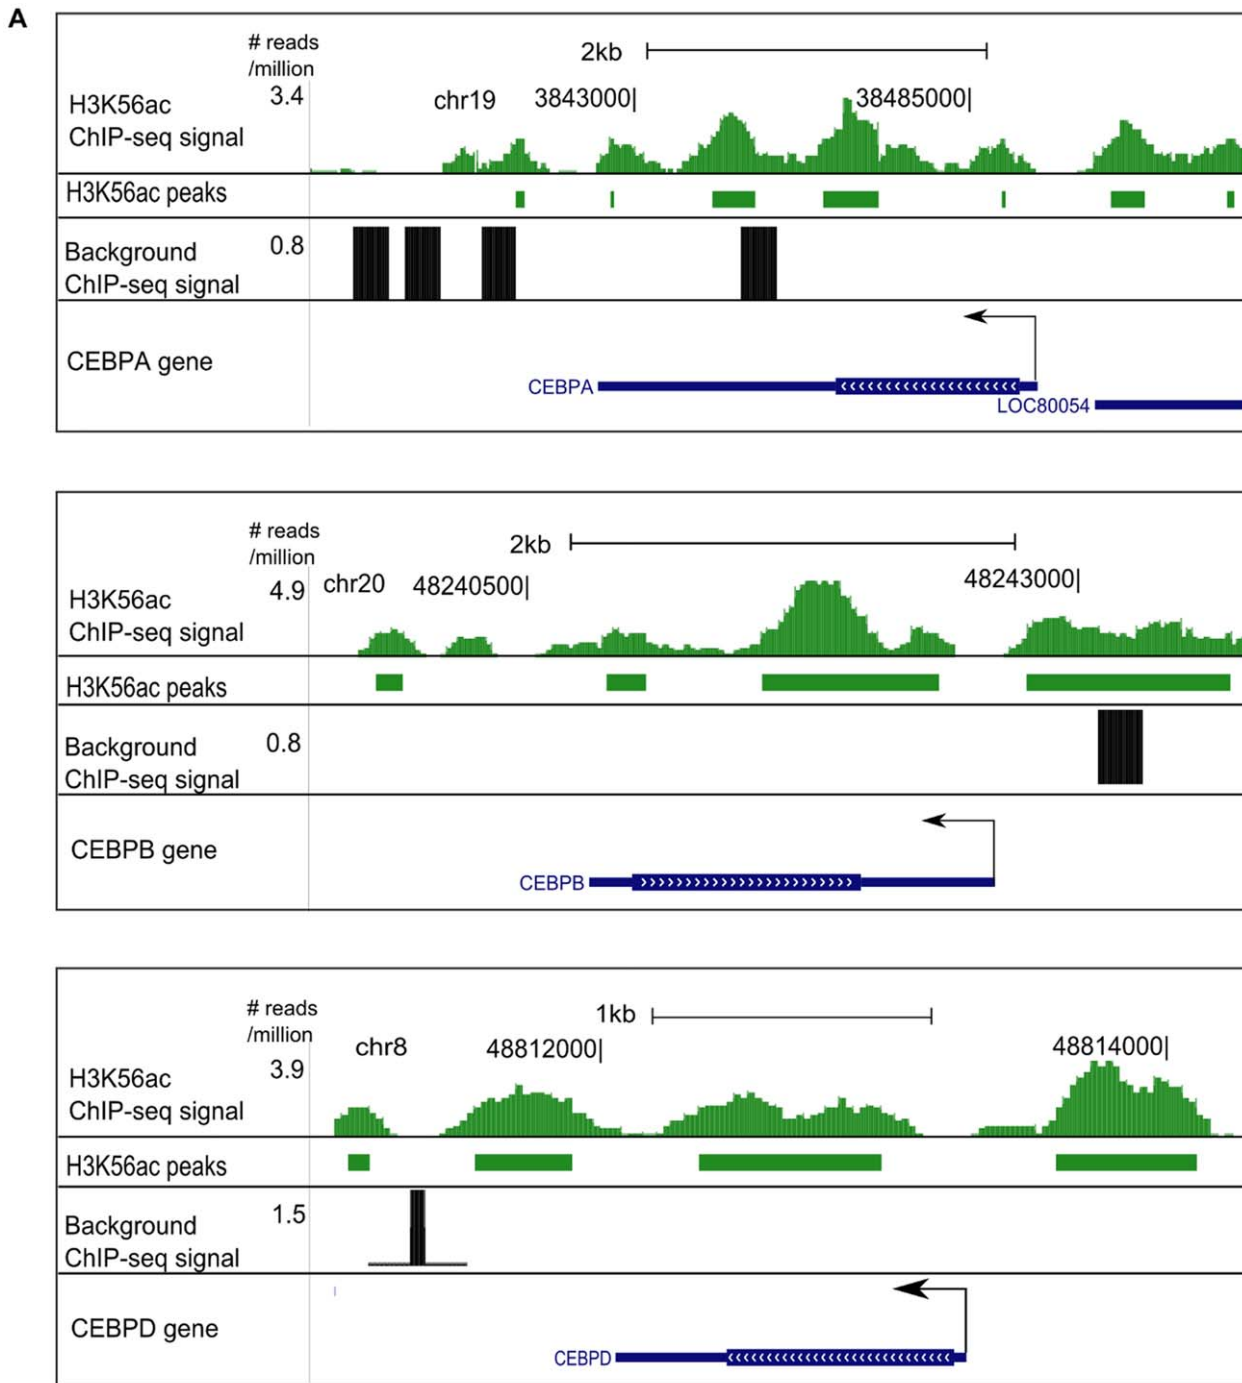 A
# reads
/million
2kb
3.4
H3K56ac
ChIP-seq signal
chr19
3843000|
38485000|
H3K56ac peaks
Background
ChIP-seq signal
0.8
CEBPA gene
CEBPA
LOC80054
# reads
/million
2kb
4.9
H3K56ac
ChIP-seq signal
chr20
48240500|
48243000|
H3K56ac peaks
Background
ChIP-seq signal
0.8
CEBPB gene
CEBPB
# reads
/million
1kb
3.9
H3K56ac
ChIP-seq signal
chr8
48812000|
48814000|
H3K56ac peaks
Background
ChIP-seq signal
1.5
CEBPD gene
CEBPD